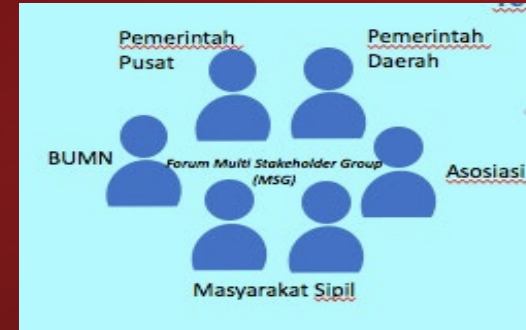 Pemerintah
Pusat
Pemerintah
Daerah
BUMN
Forum Multi Stakeholder Group
(MSG)
Asosiasi
Masyarakat Sipil